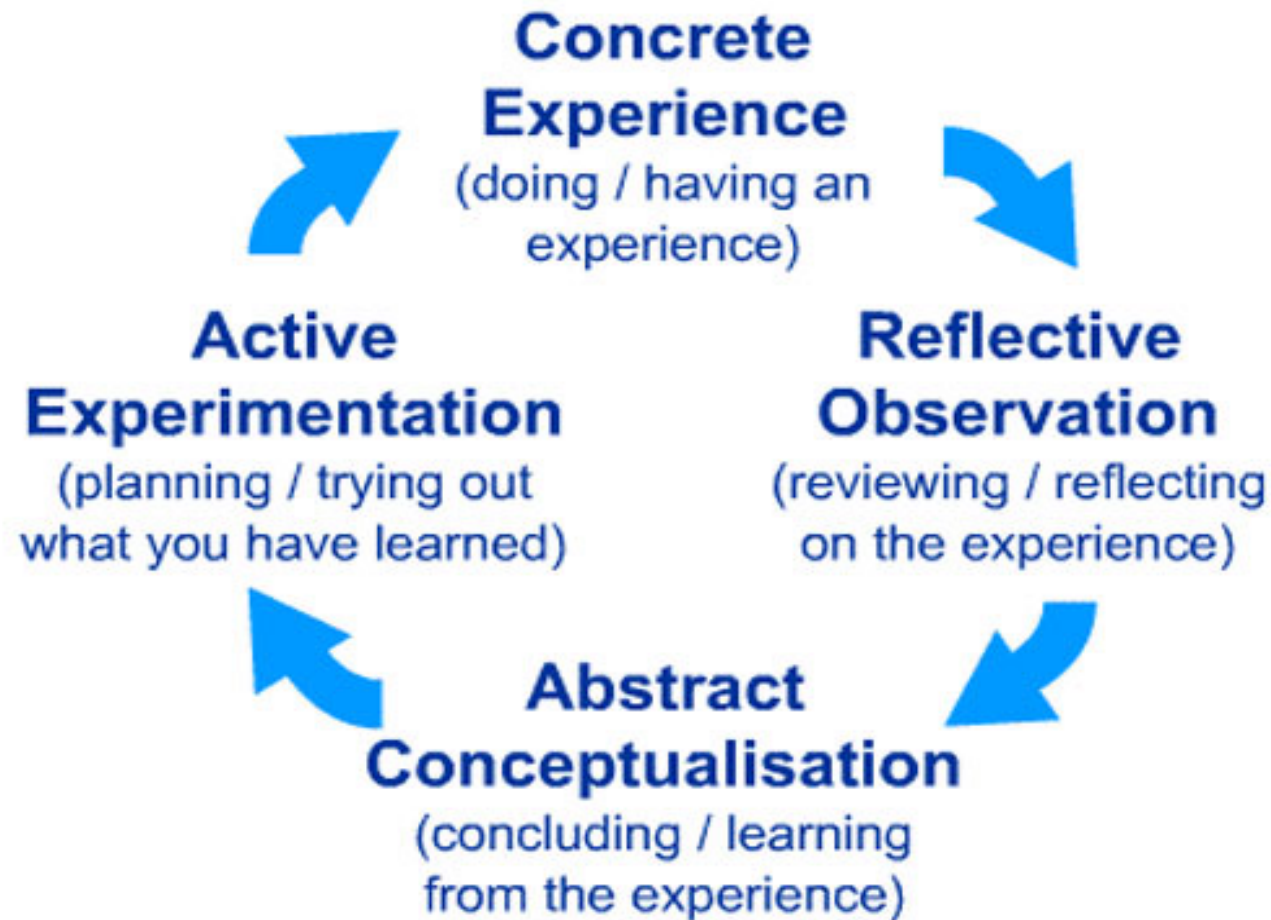 Concrete
Experience
(doing / having an
experience)
Active
Experimentation
(planning / trying out
what you have learned)
Reflective
Observation
(reviewing / reflecting
on the experience)
Abstract
Conceptualisation
(concluding / learning
from the experience)